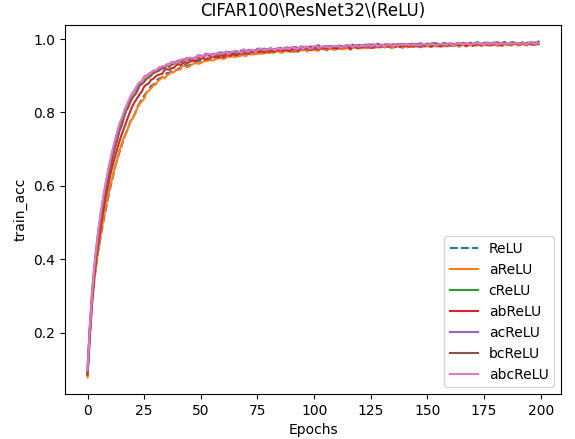 CIFAR100\ResNet32\(ReLU)
1.0
0.8
0.6
0.4
0.2
train_acc
0 25 50 75 100 125 150 175 200
Epochs
ReLU
aReLU
cReLU
abReLU
acReLU
bcReLU
abcReLU